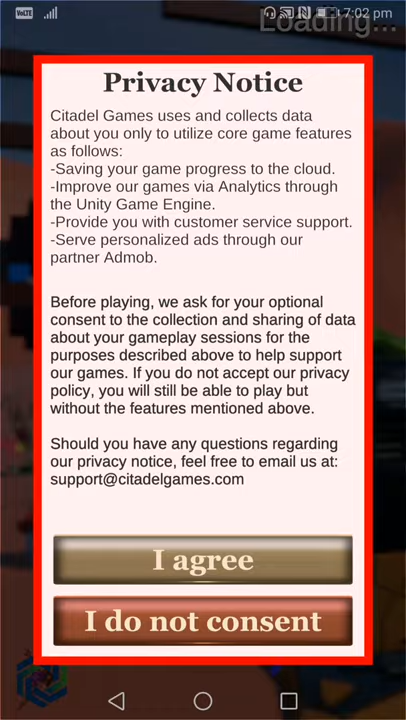 VoLTE 7:02 pm
Loading...
Privacy Notice
Citadel Games uses and collects data
about you only to utilize core game features
as follows:
-Saving your game progress to the cloud.
-Improve our games via Analytics through
the Unity Game Engine.
-Provide you with customer service support.
-Serve personalized ads through our
partner Admob.
Before playing, we ask for your optional
consent to the collection and sharing of data
about your gameplay sessions for the
purposes described above to help support
our games. If you do not accept our privacy
policy, you will still be able to play but
without the features mentioned above.
Should you have any questions regarding
our privacy notice, feel free to email us at:
support@citadelgames.com
I agree
I do not consent